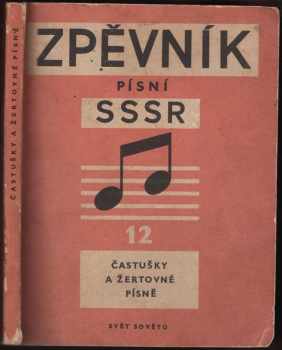 ČASTUŠKY A ŽERTOVNÉ PÍSNĚ
ZPĚVNÍK
PÍSNÍ
SSSR
12
ČASTUŠKY
A ŽERTOVNÉ
PÍSNĚ
SVĚT SOVĚTŮ